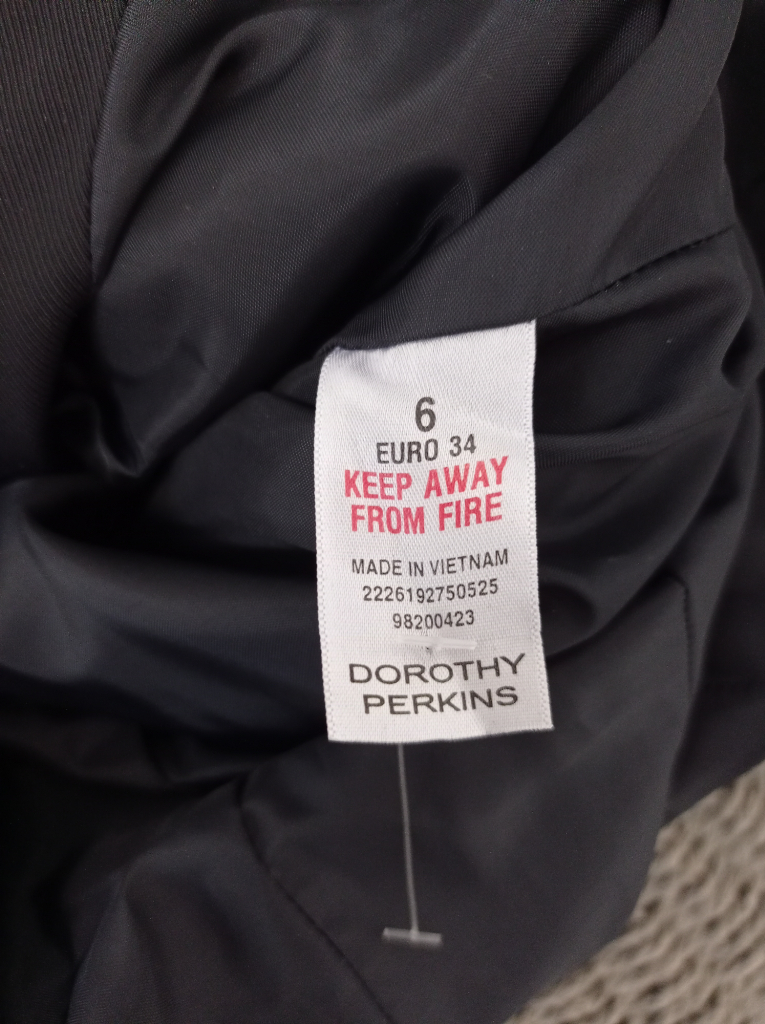 6
EURO 34
KEEP AWAY
FROM FIRE
MADE IN VIETNAM
2226192750525
98200423
DOROTHY
PERKINS